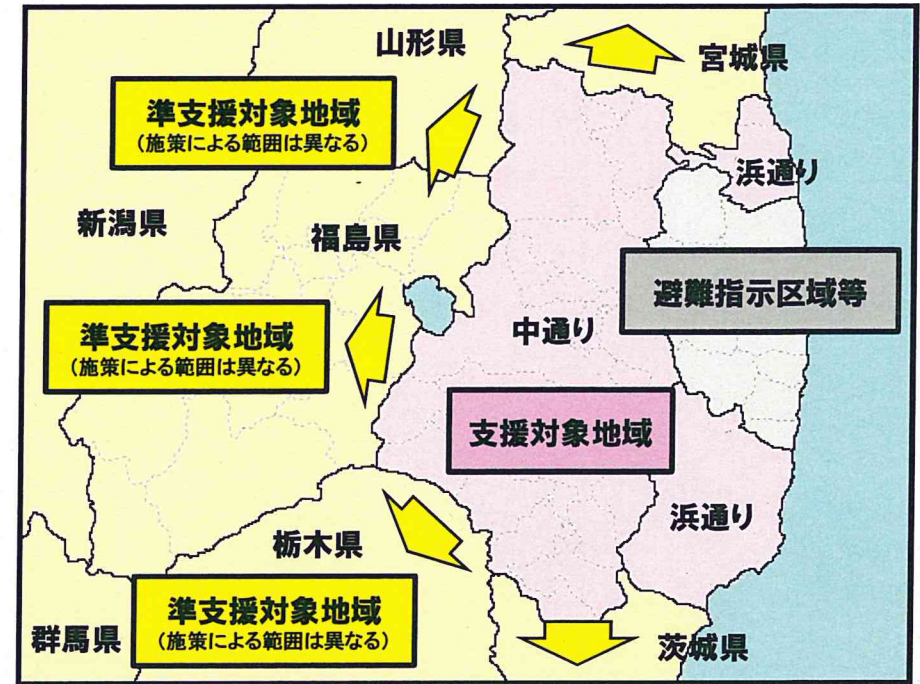 山形県
宮城県
準支援対象地域
(施策による範囲は異なる)
浜通り
新潟県
福島県
避難指示区域等
準支援対象地域
(施策による範囲は異なる)
中通り
支援対象地域
浜通り
栃木県
準支援対象地域
(施策による範囲は異なる)
群馬県
茨城県